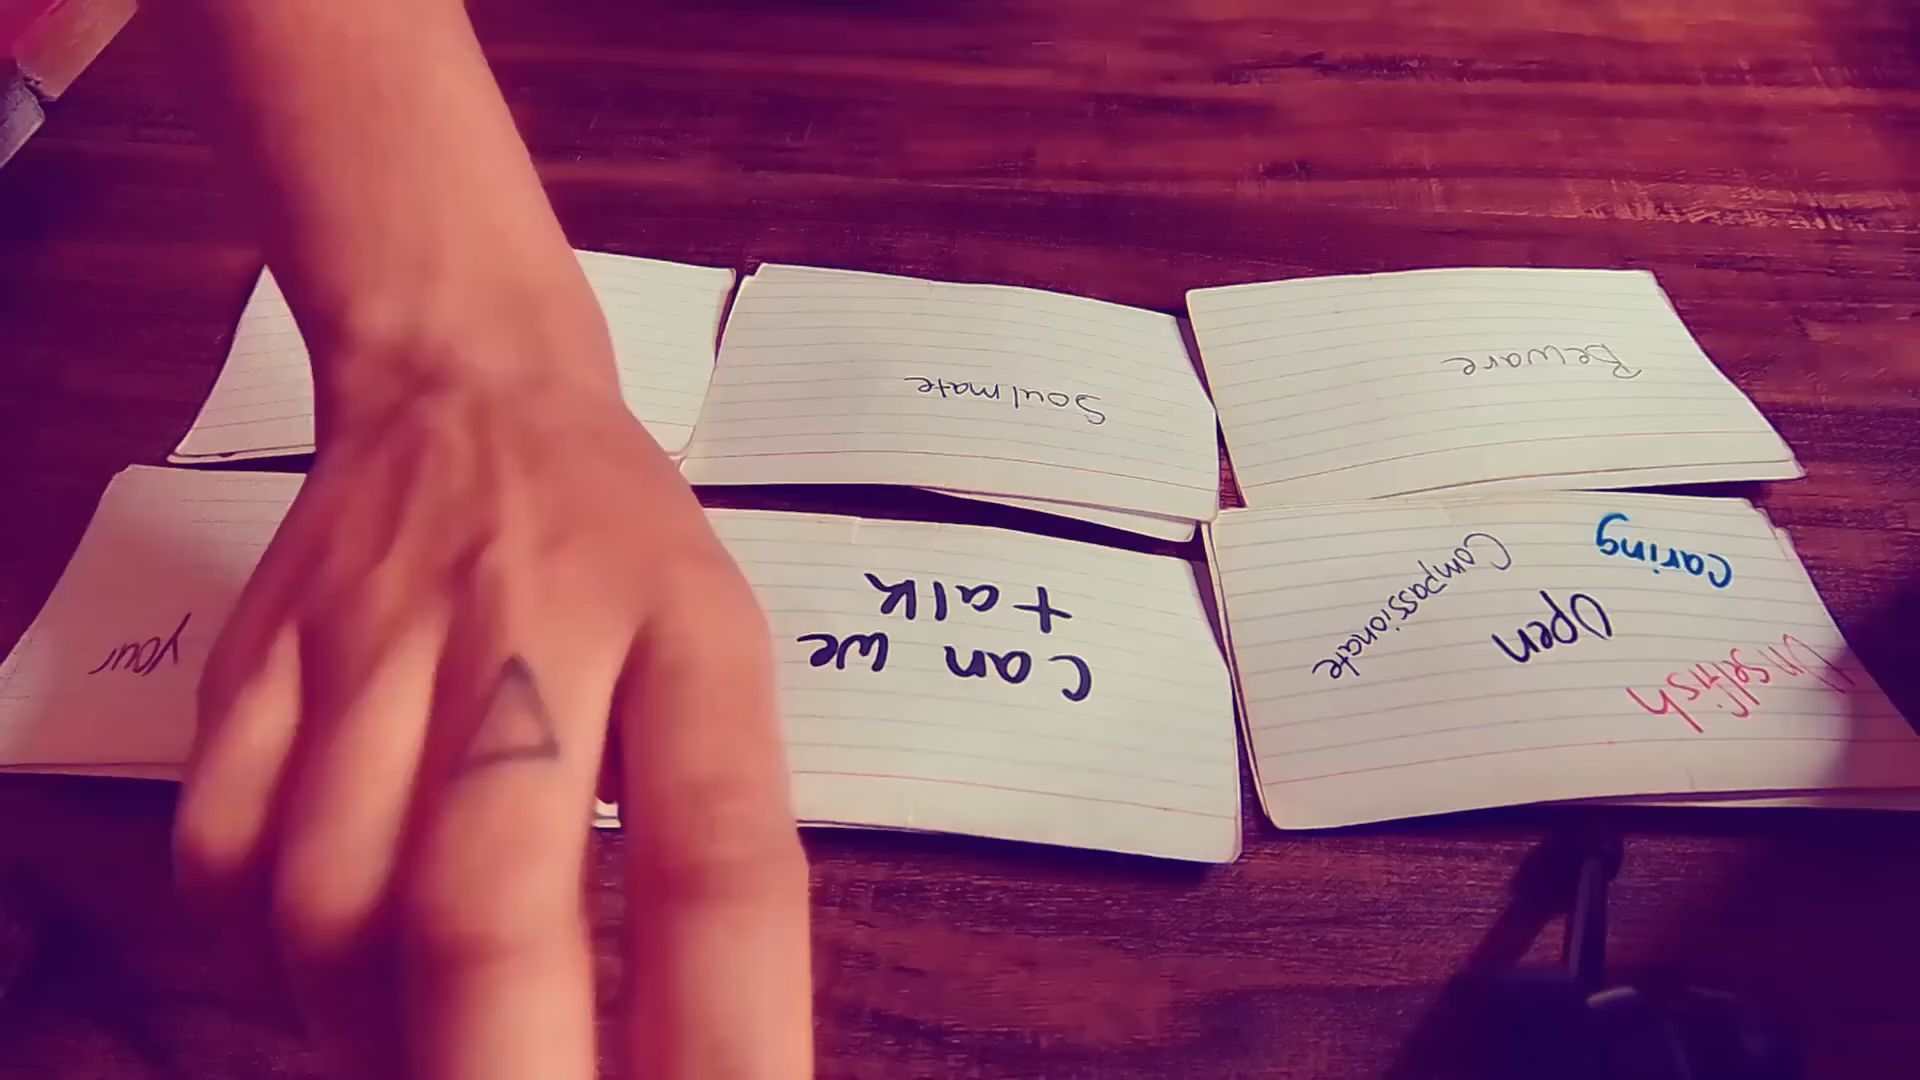 Your
can we
talk
Unselfish
Open
Caring
Compassionate
Beware
Soulmate